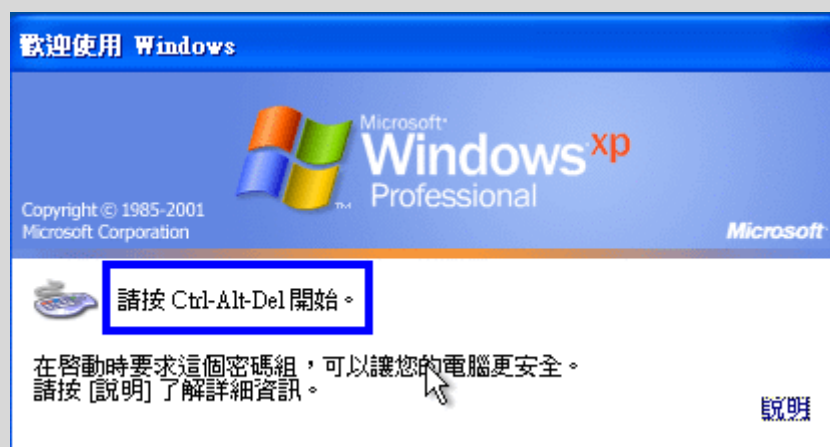 歡迎使用 Windows
Microsoft®
Windows xp
Professional
TM
Copyright © 1985-2001
Microsoft Corporation
Microsoft
請按 Ctrl-Alt-Del 開始。
在啓動時要求這個密碼組，可以讓您的電腦更安全。
請按 [說明] 了解詳細資訊。
說明